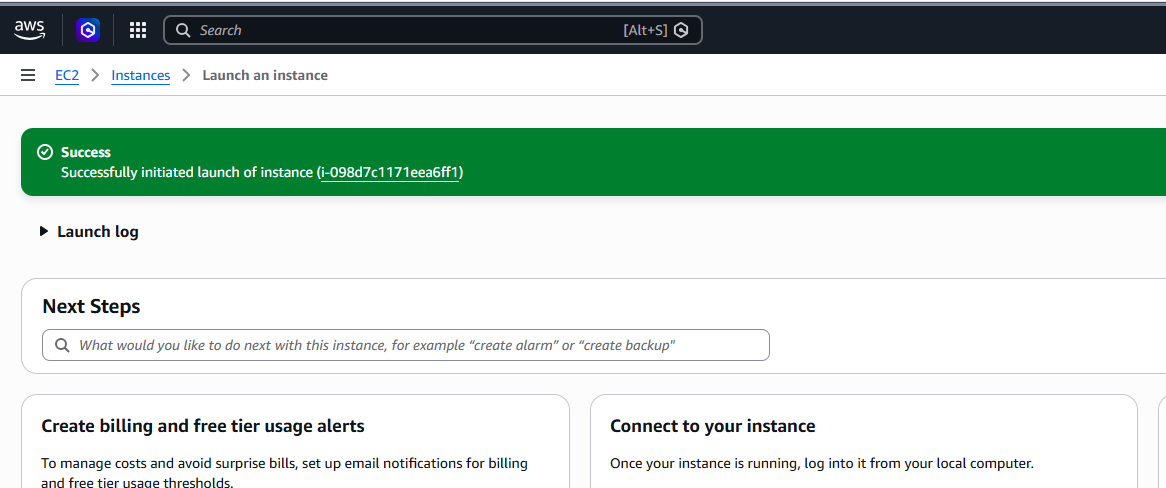 aws
Search [Alt+S]
EC2 > Instances > Launch an instance
Success
Successfully initiated launch of instance (i-098d7c1171eea6ff1)
Launch log
Next Steps
What would you like to do next with this instance, for example “create alarm” or “create backup"
Create billing and free tier usage alerts
To manage costs and avoid surprise bills, set up email notifications for billing
and free tier usage thresholds.
Connect to your instance
Once your instance is running, log into it from your local computer.